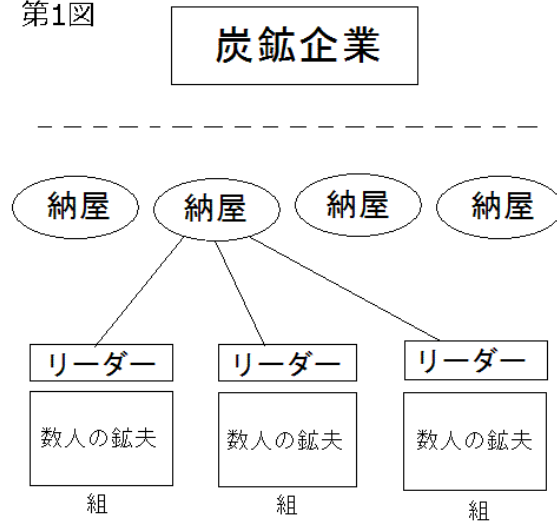 第1図
炭鉱企業
納屋 納屋 納屋 納屋
リーダー リーダー リーダー
数人の鉱夫 数人の鉱夫 数人の鉱夫
組 組 組